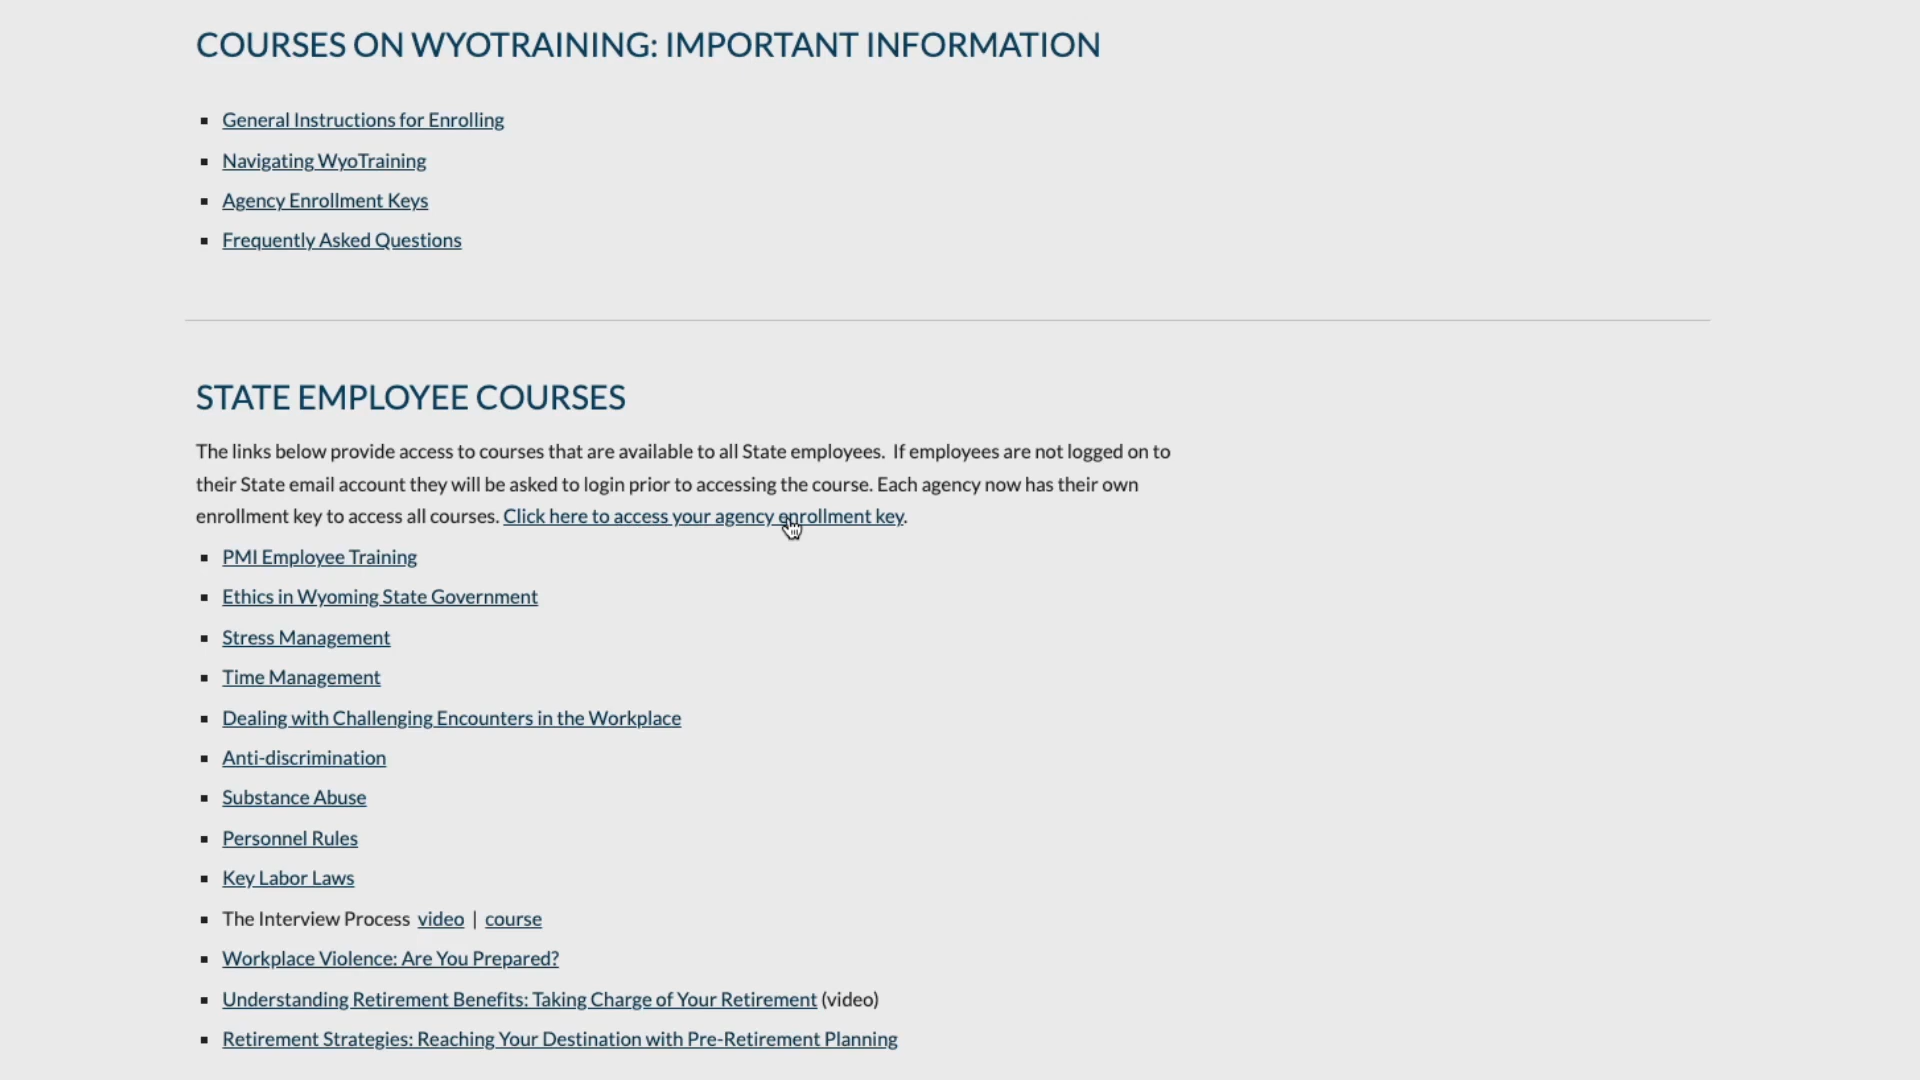 COURSES ON WYOTRAINING: IMPORTANT INFORMATION
General Instructions for Enrolling
Navigating WyoTraining
Agency Enrollment Keys
Frequently Asked Questions
STATE EMPLOYEE COURSES
The links below provide access to courses that are available to all State employees. If employees are not logged on to
their State email account they will be asked to login prior to accessing the course. Each agency now has their own
enrollment key to access all courses. Click here to access your agency enrollment key.
PMI Employee Training
Ethics in Wyoming State Government
Stress Management
Time Management
Dealing with Challenging Encounters in the Workplace
Anti-discrimination
Substance Abuse
Personnel Rules
Key Labor Laws
The Interview Process video | course
Workplace Violence: Are You Prepared?
Understanding Retirement Benefits: Taking Charge of Your Retirement (video)
Retirement Strategies: Reaching Your Destination with Pre-Retirement Planning